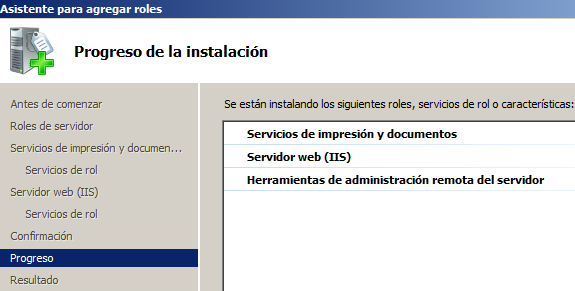 Asistente para agregar roles
Progreso de la instalación
Antes de comenzar
Roles de servidor
Servicios de impresión y documen...
Servicios de rol
Servidor web (IIS)
Servicios de rol
Confirmación
Progreso
Resultado
Se están instalando los siguientes roles, servicios de rol o características:
Servicios de impresión y documentos
Servidor web (IIS)
Herramientas de administración remota del servidor